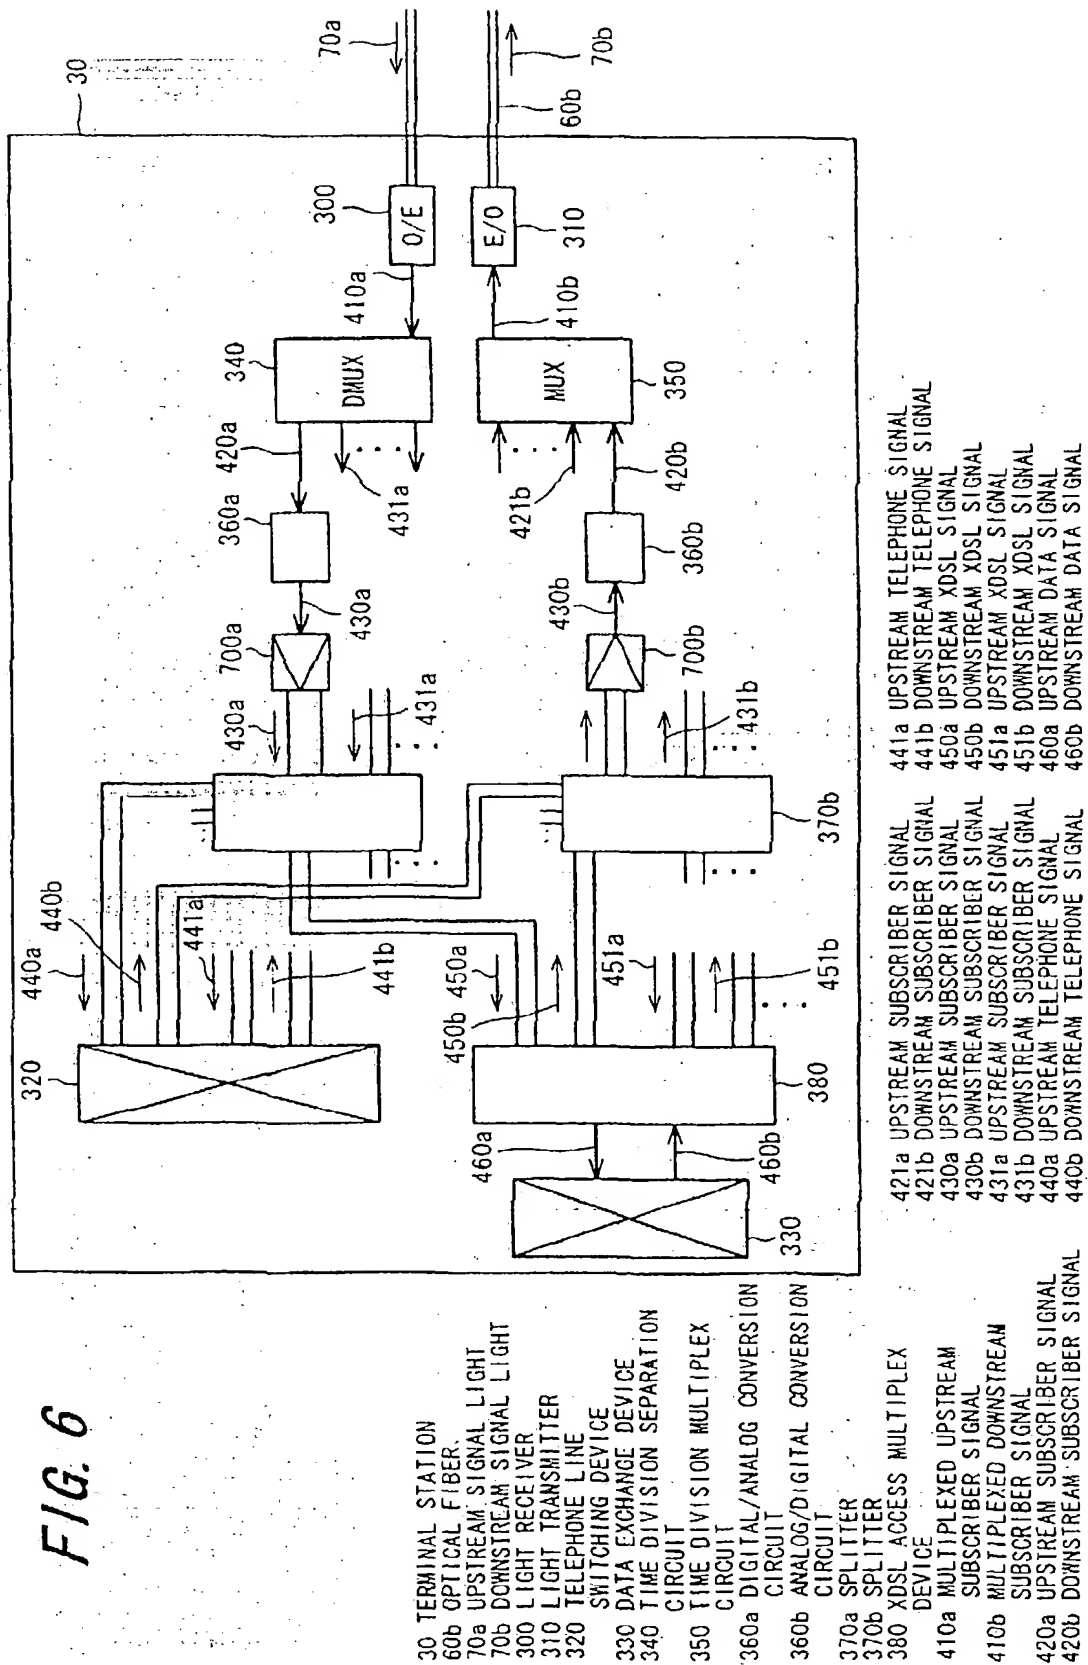 FIG. 6
30
70a
70b
60b
300
O/E
E/O
310
410a
410b
340
DMUX
MUX
350
420a
431a
421b
420b
360a
360b
430a
430b
700a
700b
430a
431a
431b
370b
440a
440b
441a
441b
450a
450b
451a
451b
320
380
460a
460b
330
30 TERMINAL STATION
60b OPTICAL FIBER.
70a UPSTREAM SIGNAL LIGHT
70b DOWNSTREAM SIGNAL LIGHT
300 LIGHT RECEIVER
310 LIGHT TRANSMITTER
320 TELEPHONE LINE
SWITCHING DEVICE
330 DATA EXCHANGE DEVICE
340 TIME DIVISION SEPARATION
CIRCUIT
350 TIME DIVISION MULTIPLEX
CIRCUIT
360a DIGITAL/ANALOG CONVERSION
CIRCUIT
360b ANALOG/DIGITAL CONVERSION
CIRCUIT
370a SPLITTER
370b SPLITTER
380 XDSL ACCESS MULTIPLEX
DEVICE
410a MULTIPLEXED UPSTREAM
SUBSCRIBER SIGNAL
410b MULTIPLEXED DOWNSTREAM
SUBSCRIBER SIGNAL
420a UPSTREAM SUBSCRIBER SIGNAL
420b DOWNSTREAM SUBSCRIBER SIGNAL
421a UPSTREAM SUBSCRIBER SIGNAL
421b DOWNSTREAM SUBSCRIBER SIGNAL
430a UPSTREAM SUBSCRIBER SIGNAL
430b DOWNSTREAM SUBSCRIBER SIGNAL
431a UPSTREAM SUBSCRIBER SIGNAL
431b DOWNSTREAM SUBSCRIBER SIGNAL
440a UPSTREAM TELEPHONE SIGNAL
440b DOWNSTREAM TELEPHONE SIGNAL
441a UPSTREAM TELEPHONE SIGNAL
441b DOWNSTREAM TELEPHONE SIGNAL
450a UPSTREAM XDSL SIGNAL
450b DOWNSTREAM XDSL SIGNAL
451a UPSTREAM XDSL SIGNAL
451b DOWNSTREAM XDSL SIGNAL
460a UPSTREAM DATA SIGNAL
460b DOWNSTREAM DATA SIGNAL